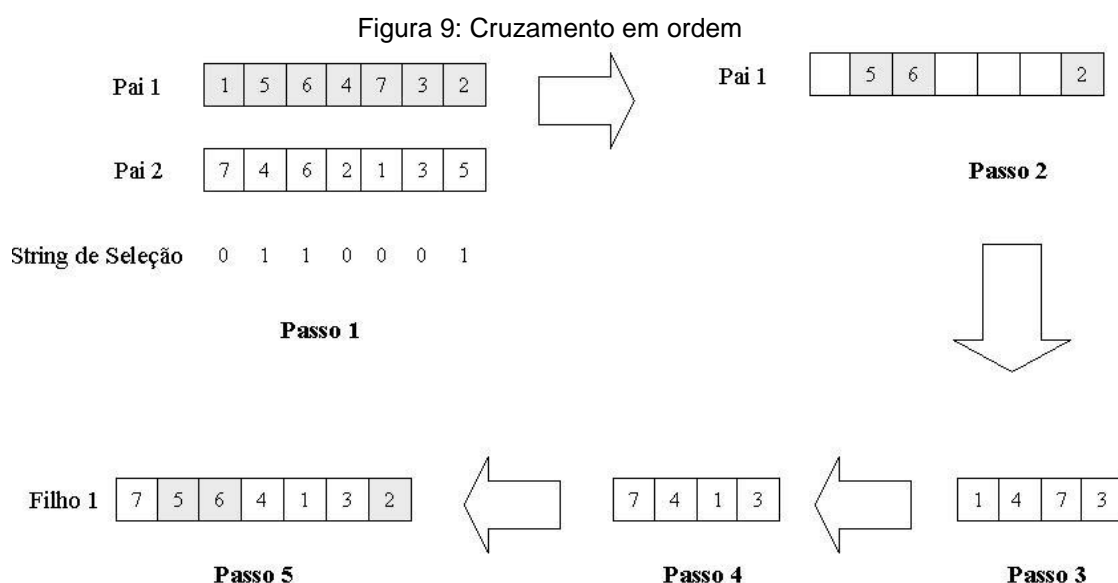 Figura 9: Cruzamento em ordem
Pai 1 1 5 6 4 7 3 2
Pai 2 7 4 6 2 1 3 5
String de Seleção 0 1 1 0 0 0 1
Passo 1
Pai 1 5 6 2
Passo 2
1 4 7 3
Passo 3
7 4 1 3
Passo 4
Filho 1 7 5 6 4 1 3 2
Passo 5